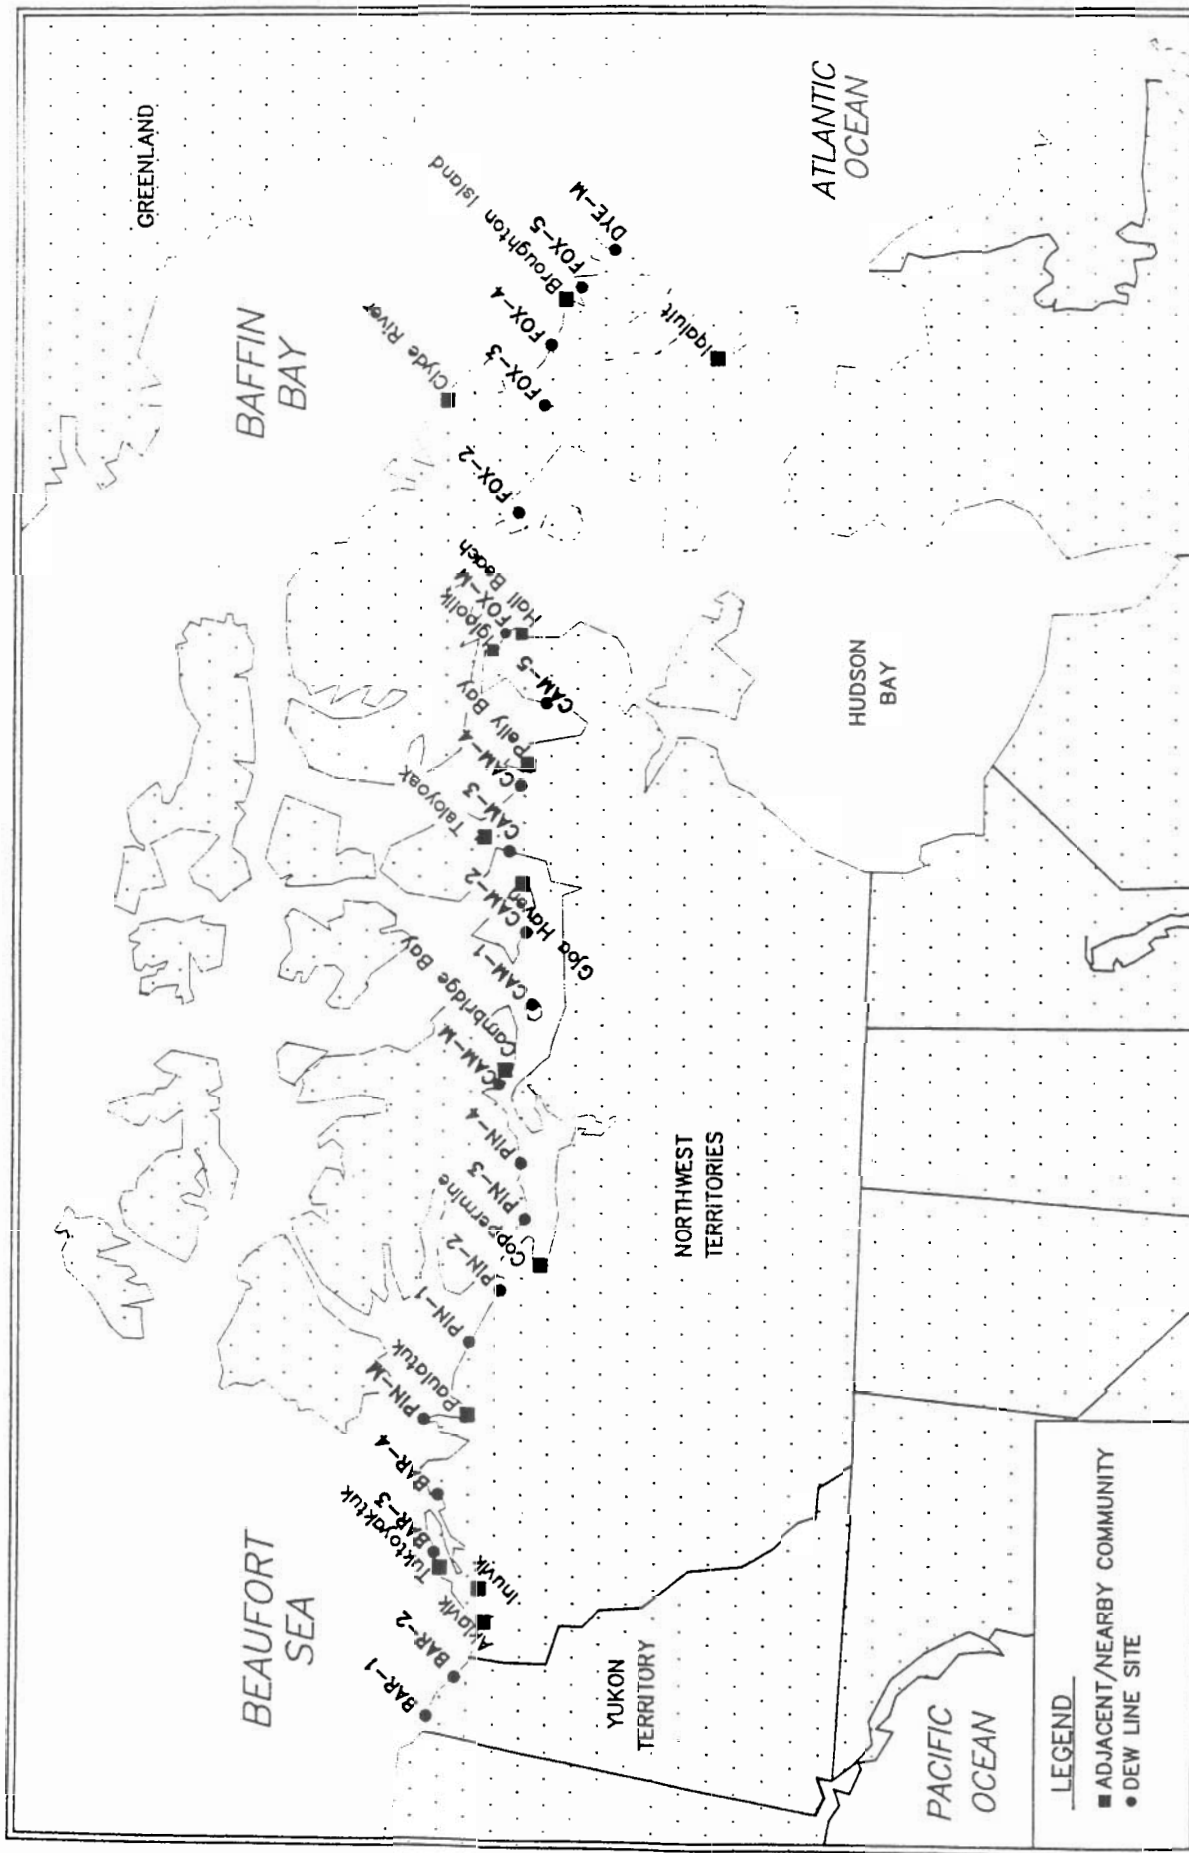 GREENLAND
BAFFIN
BAY
ATLANTIC
OCEAN
BEAUFORT
SEA
BAR-1
BAR-2
Aklavik
Inuvik
Tuktoyaktuk
BAR-3
BAR-4
PIN-M
Paulatuk
PIN-1
PIN-2
Coppermine
PIN-3
PIN-4
CAM-M
Cambridge Bay
CAM-1
CAM-2
Gjoa Haven
CAM-3
Taloyoak
CAM-4
Pelly Bay
CAM-5
Hall Beach
FOX-M
FOX-2
Clyde River
FOX-3
FOX-4
Broughton Island
FOX-5
DYE-M
Iqaluit
HUDSON
BAY
NORTHWEST
TERRITORIES
YUKON
TERRITORY
PACIFIC
OCEAN
LEGEND
■ ADJACENT/NEARBY COMMUNITY
● DEW LINE SITE